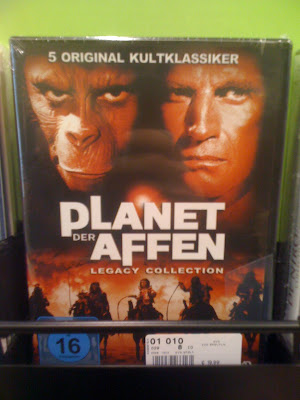 5 ORIGINAL KULTKLASSIKER
PLANET
DER
AFFEN
LEGACY COLLECTION
16
01 010